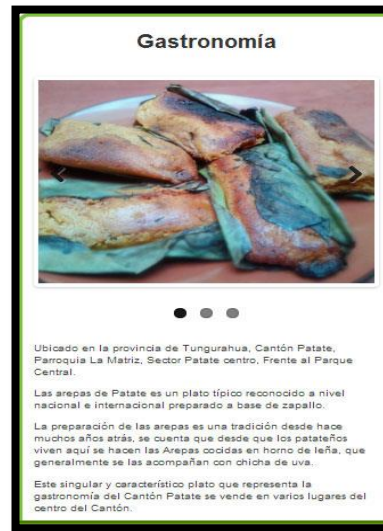 Gastronomía
Ubicado en la provincia de Tungurahua, Cantón Patate,
Parroquia La Matriz, Sector Patate centro, Frente al Parque
Central.
Las arepas de Patate es un plato típico reconocido a nivel
nacional e internacional preparado a base de zapallo.
La preparación de las arepas es una tradición desde hace
muchos años atrás, se cuenta que desde que los patateños
viven aquí se hacen las Arepas cocidas en horno de leña, que
generalmente se las acompañan con chicha de uva.
Este singular y característico plato que representa la
gastronomía del Cantón Patate se vende en varios lugares del
centro del Cantón.